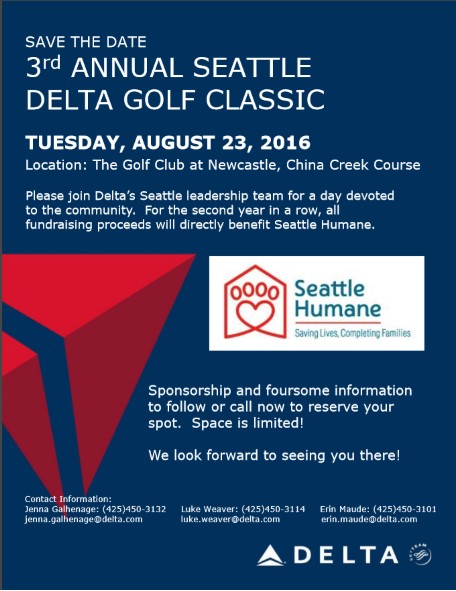 SAVE THE DATE
3rd ANNUAL SEATTLE
DELTA GOLF CLASSIC
TUESDAY, AUGUST 23, 2016
Location: The Golf Club at Newcastle, China Creek Course
Please join Delta's Seattle leadership team for a day devoted
to the community.  For the second year in a row, all
fundraising proceeds will directly benefit Seattle Humane.
Seattle
Humane
Saving Lives, Completing Families
Sponsorship and foursome information
to follow or call now to reserve your
spot.  Space is limited!
We look forward to seeing you there!
Contact Information:
Jenna Galhenage: (425)450-3132 Luke Weaver: (425)450-3114 Erin Maude: (425)450-3101
jenna.galhenage@delta.com luke.weaver@delta.com erin.maude@delta.com
DELTA
SKYTEAM